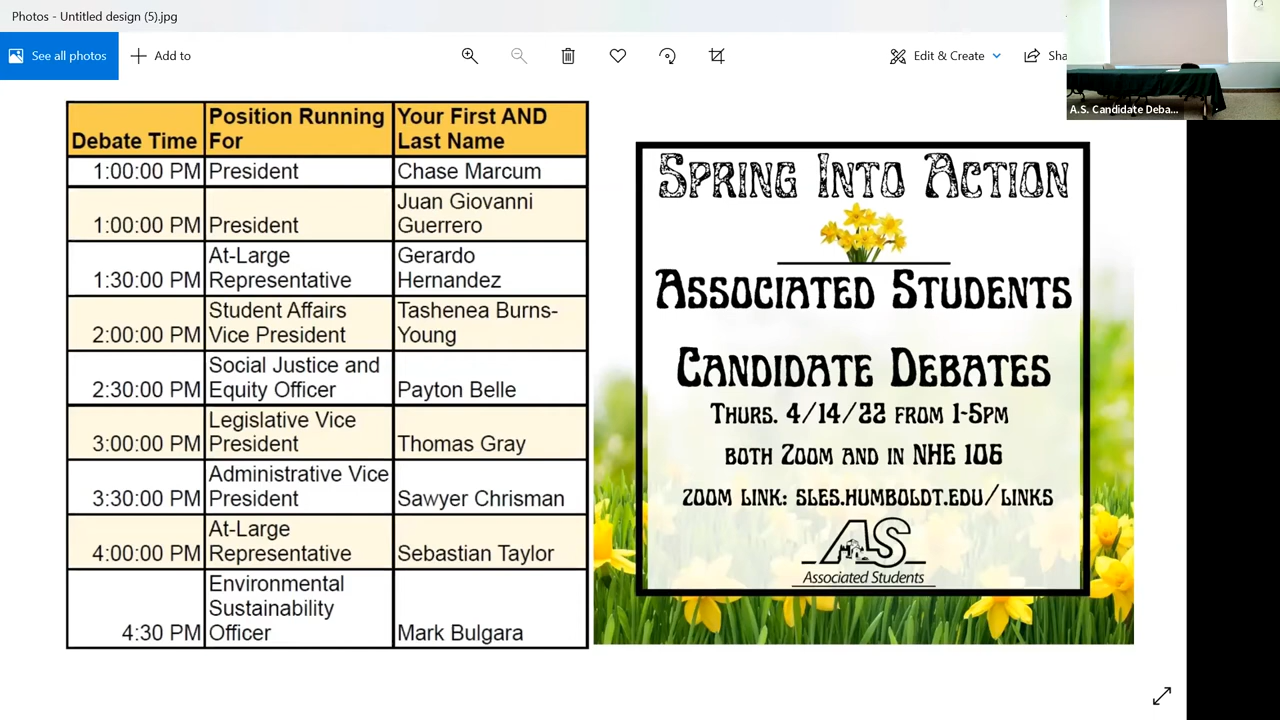 Photos - Untitled design (5).jpg
See all photos
Add to
Edit & Create
Sha
A.S. Candidate Deba...
Debate Time
Position Running
For
Your First AND
Last Name
1:00:00 PM
President
Chase Marcum
1:00:00 PM
President
Juan Giovanni
Guerrero
1:30:00 PM
At-Large
Representative
Gerardo
Hernandez
2:00:00 PM
Student Affairs
Vice President
Tashenea Burns-
Young
2:30:00 PM
Social Justice and
Equity Officer
Payton Belle
3:00:00 PM
Legislative Vice
President
Thomas Gray
3:30:00 PM
Administrative Vice
President
Sawyer Chrisman
4:00:00 PM
At-Large
Representative
Sebastian Taylor
4:30 PM
Environmental
Sustainability
Officer
Mark Bulgara
Spring Into Action
Associated Students
Candidate Debates
Thurs. 4/14/22 from 1-5pm
both Zoom and in NHE 106
Zoom link: sles.humboldt.edu/links
AS
Associated Students